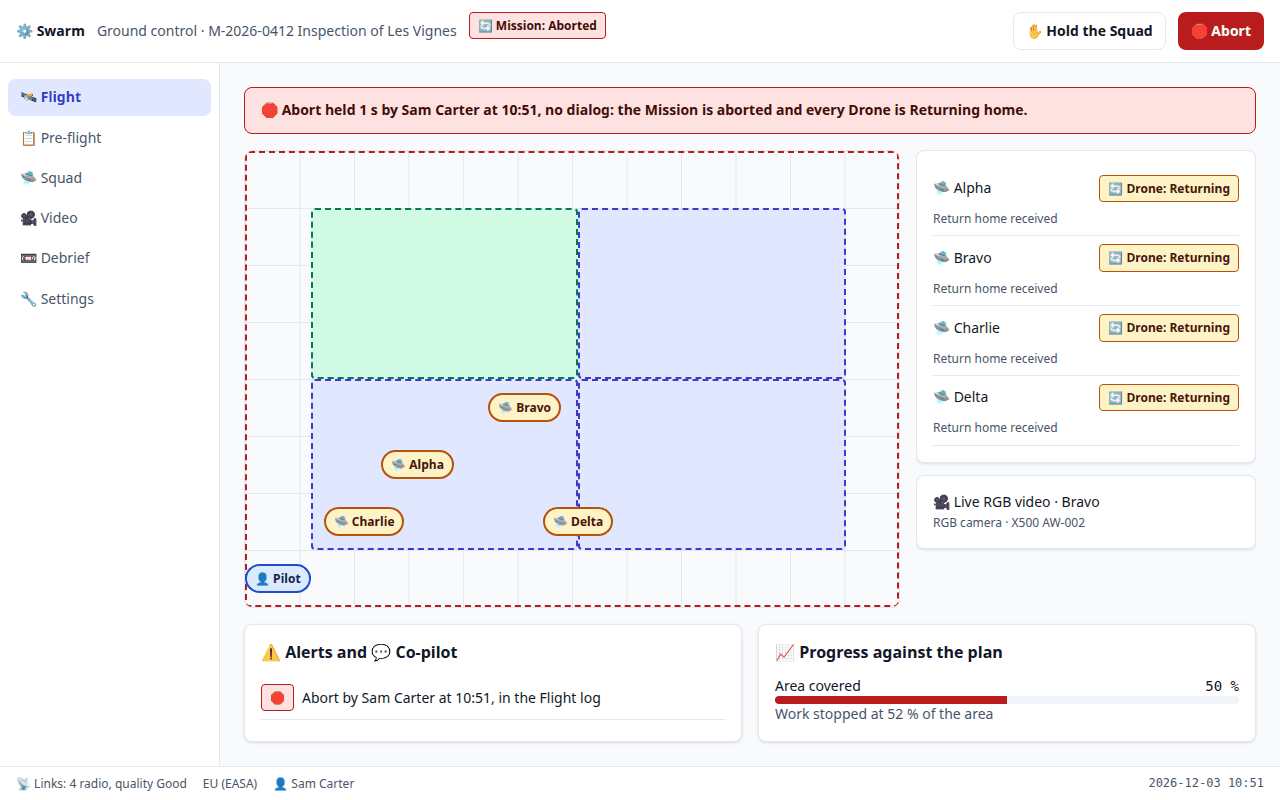 Swarm Ground control · M-2026-0412 Inspection of Les Vignes Mission: Aborted Hold the Squad Abort
Flight
Pre-flight
Squad
Video
Debrief
Settings
Abort held 1 s by Sam Carter at 10:51, no dialog: the Mission is aborted and every Drone is Returning home.
Bravo
Alpha
Charlie
Delta
Pilot
Alpha Drone: Returning
Return home received
Bravo Drone: Returning
Return home received
Charlie Drone: Returning
Return home received
Delta Drone: Returning
Return home received
Live RGB video · Bravo
RGB camera · X500 AW-002
Alerts and Co-pilot
Abort by Sam Carter at 10:51, in the Flight log
Progress against the plan
Area covered 50 %
Work stopped at 52 % of the area
Links: 4 radio, quality Good EU (EASA) Sam Carter 2026-12-03 10:51